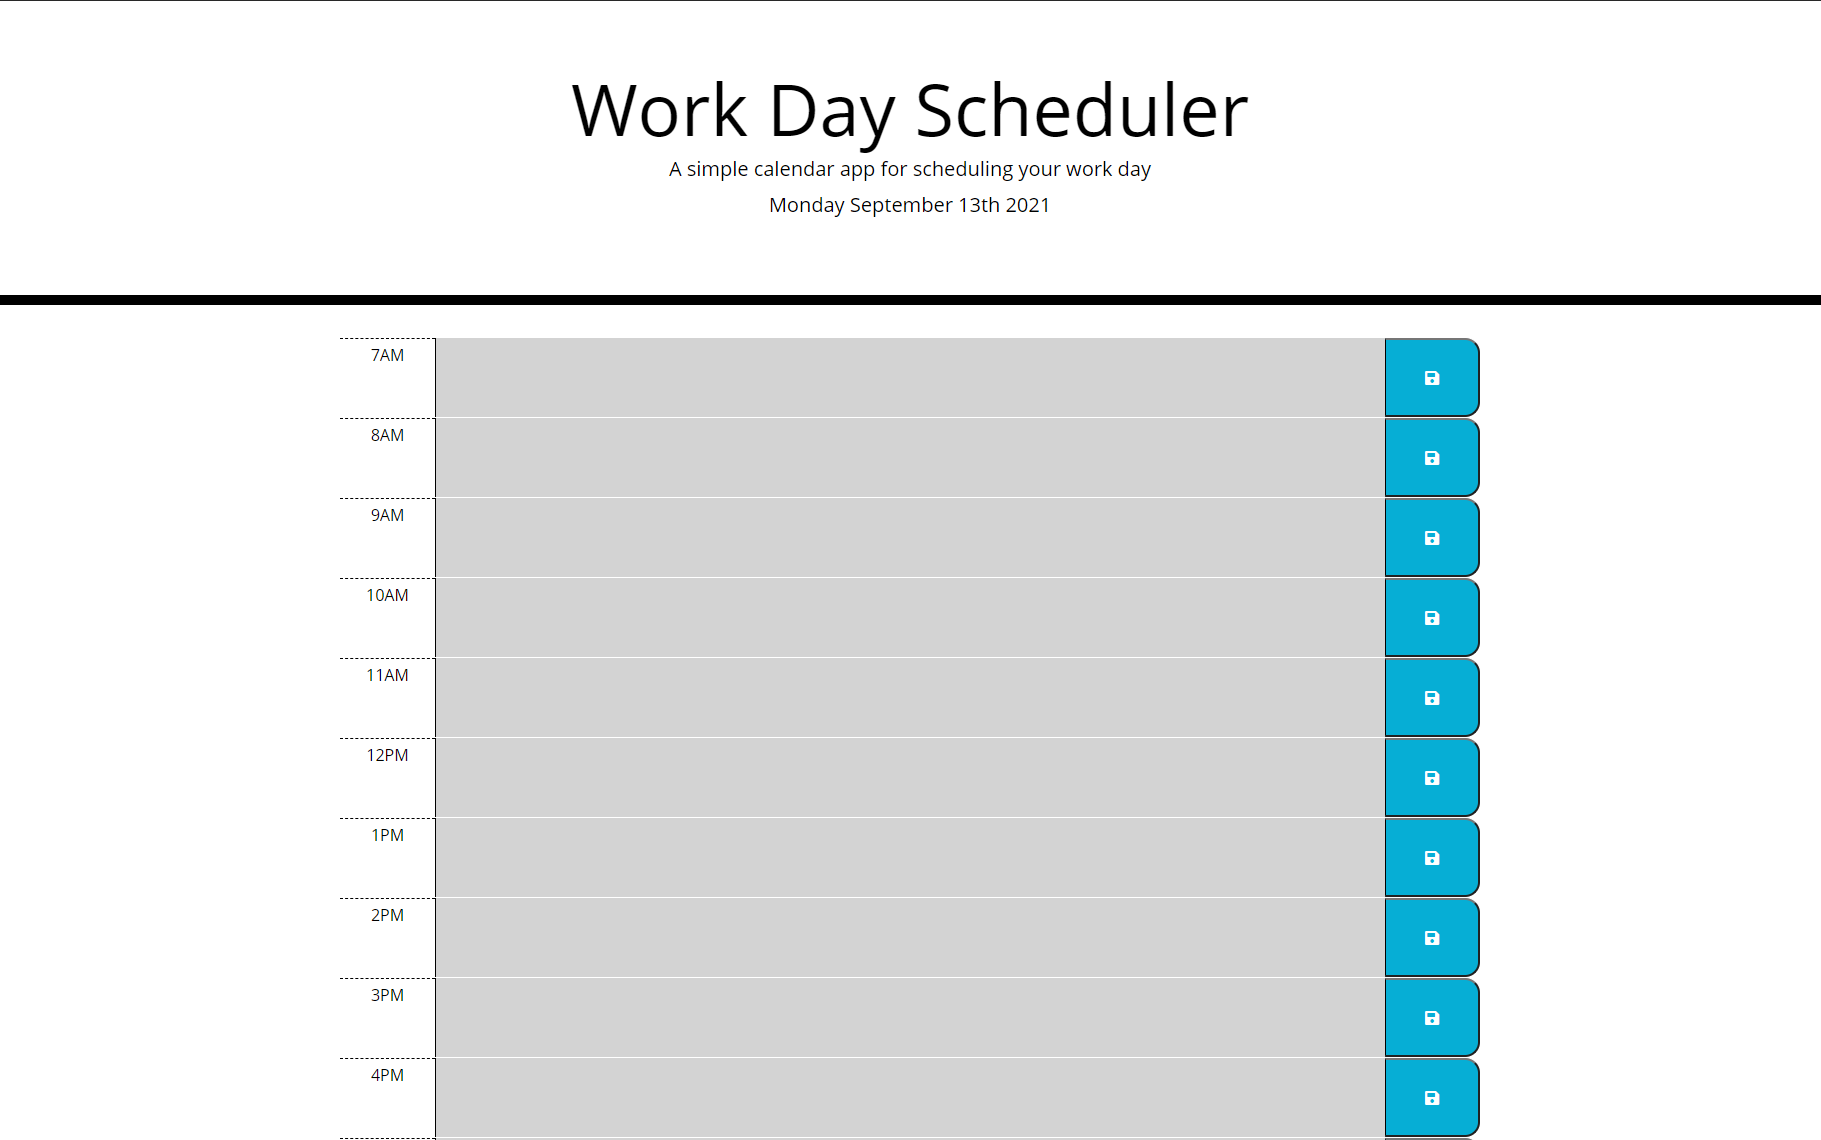 Work Day Scheduler
A simple calendar app for scheduling your work day
Monday September 13th 2021
7AM
8AM
9AM
10AM
11AM
12PM
1PM
2PM
3PM
4PM